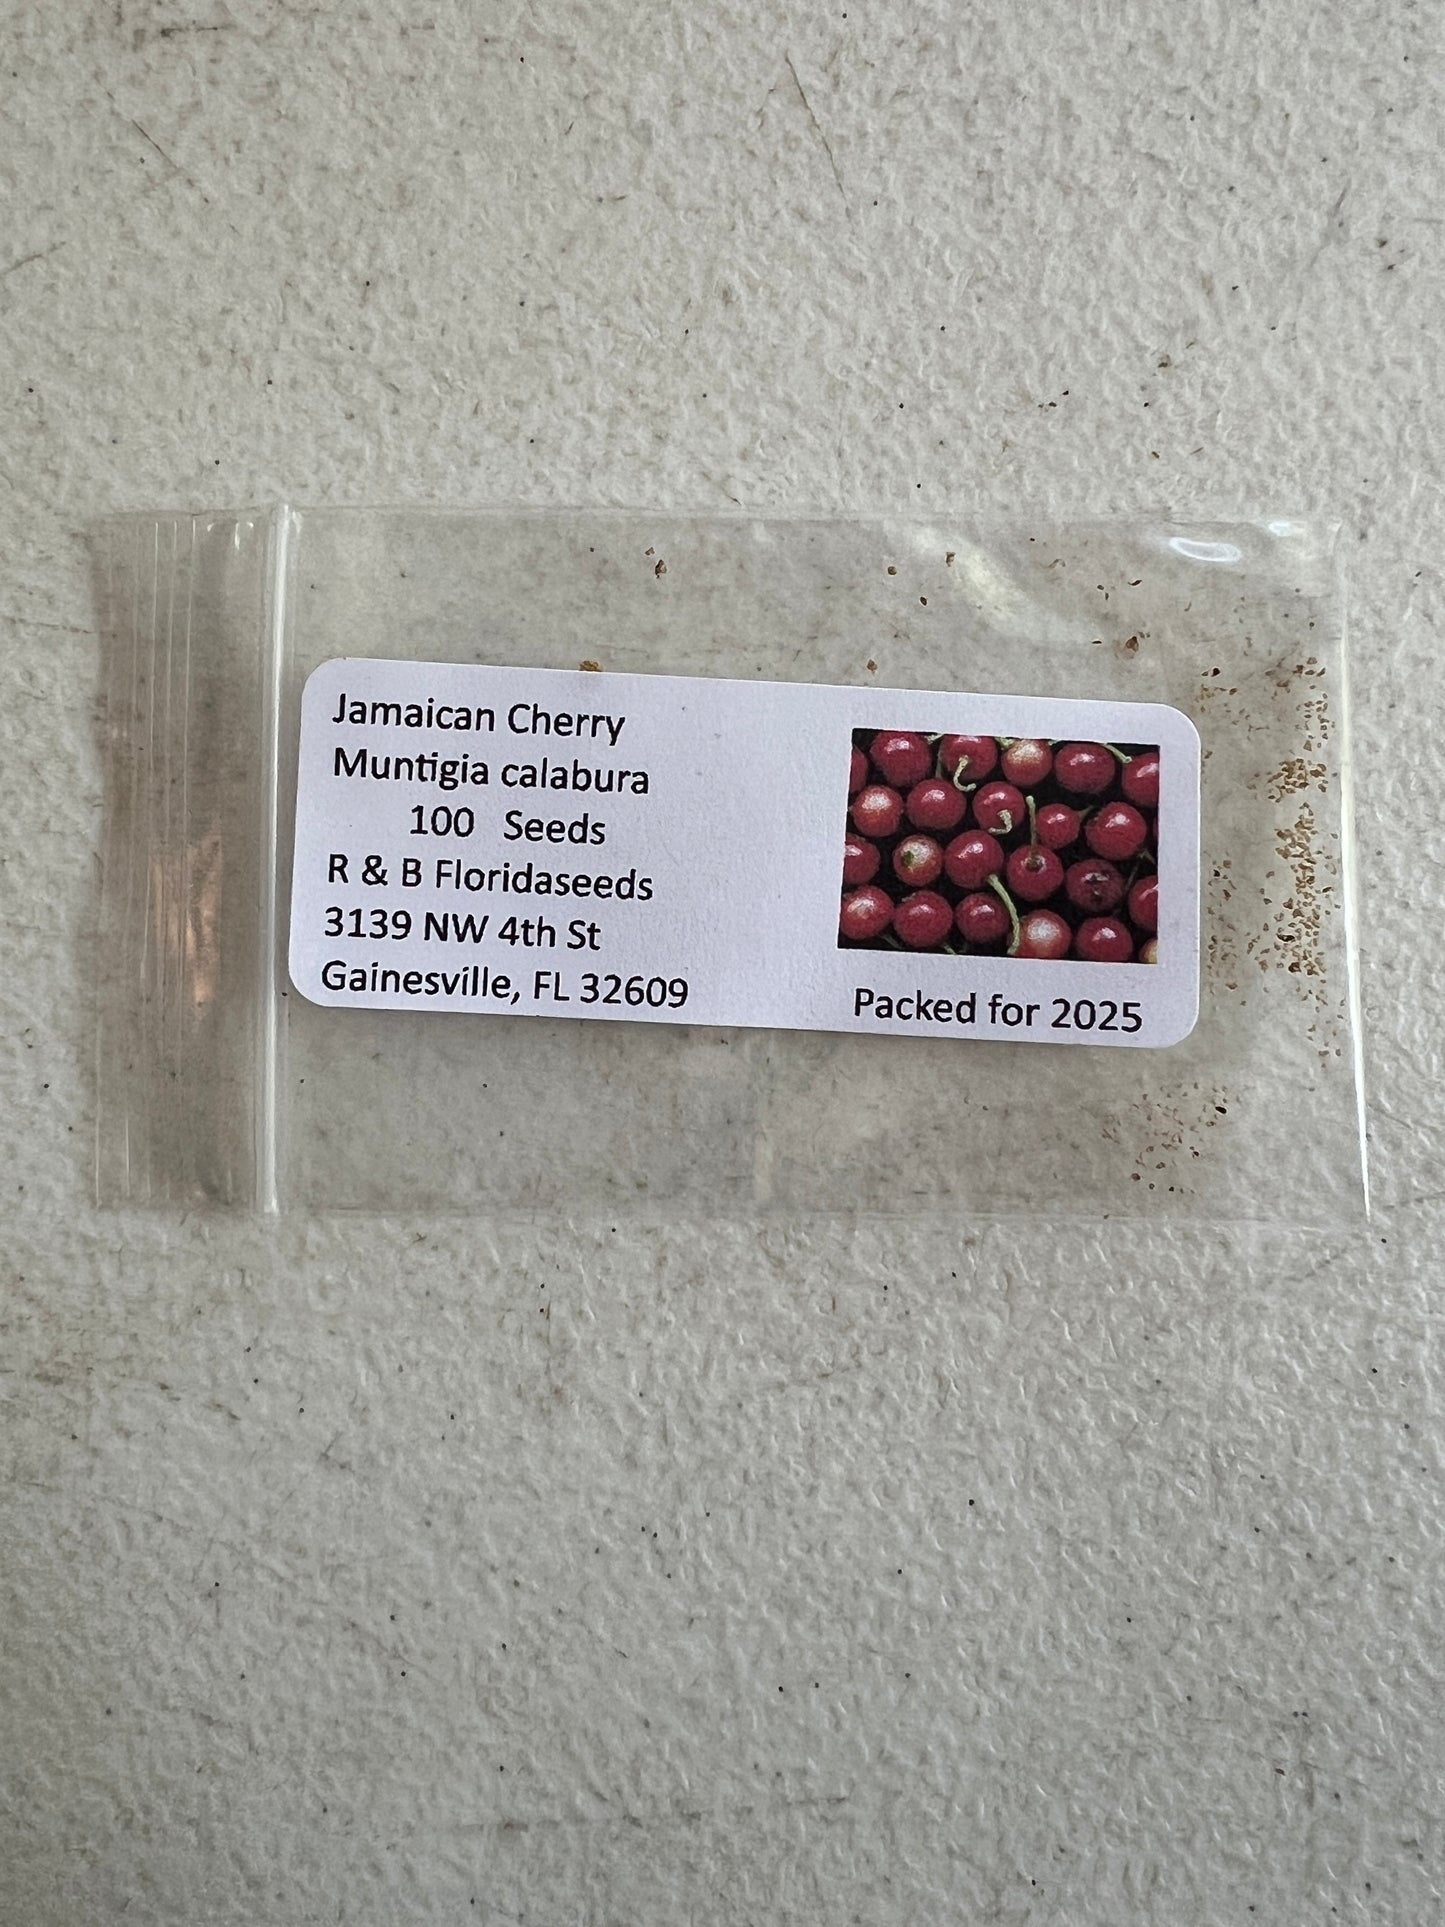 Jamaican Cherry
Muntigia calabura
100 Seeds
R & B Floridaseeds
3139 NW 4th St
Gainesville, FL 32609
Packed for 2025